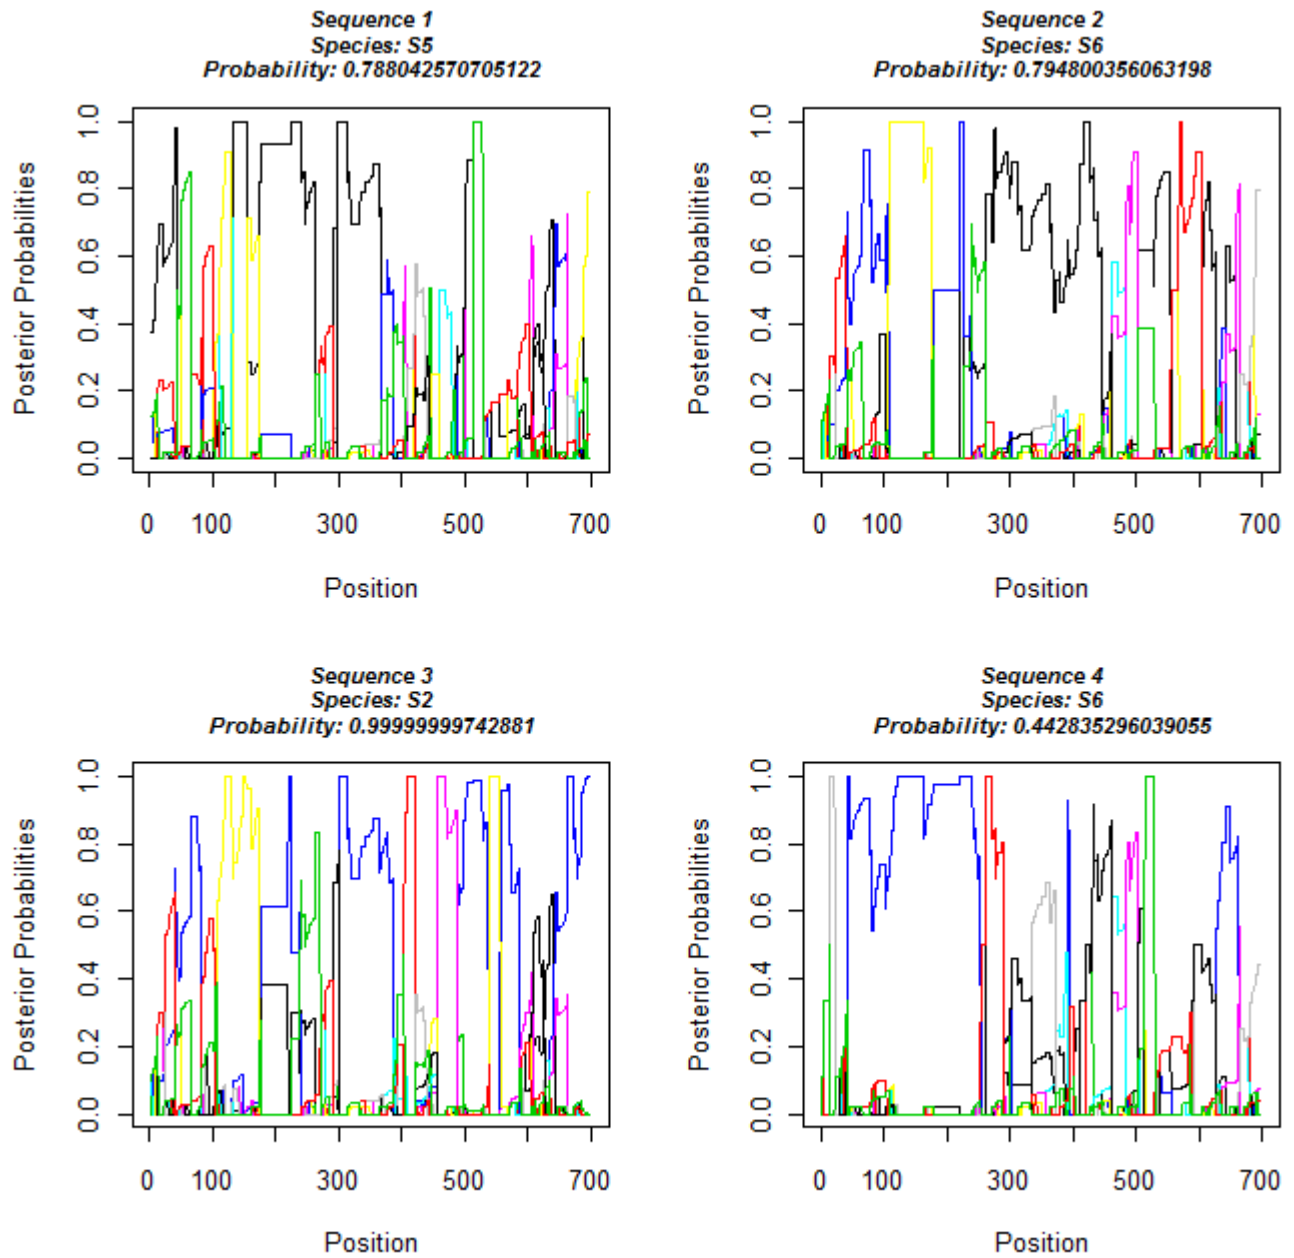 Sequence 1
Species: S5
Probability: 0.788042570705122
Posterior Probabilities
0.0 0.2 0.4 0.6 0.8 1.0
0 100 300 500 700
Position
Sequence 2
Species: S6
Probability: 0.794800356063198
Posterior Probabilities
0.0 0.2 0.4 0.6 0.8 1.0
0 100 300 500 700
Position
Sequence 3
Species: S2
Probability: 0.99999999742881
Posterior Probabilities
0.0 0.2 0.4 0.6 0.8 1.0
0 100 300 500 700
Position
Sequence 4
Species: S6
Probability: 0.442835296039055
Posterior Probabilities
0.0 0.2 0.4 0.6 0.8 1.0
0 100 300 500 700
Position